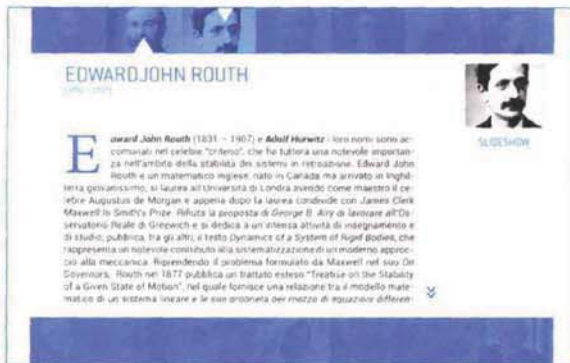 EDWARDJOHN ROUTH
SLIDESHOW
Edward John Routh (1831 - 1907) e Adolf Hurwitz - i loro nomi sono ac-
comunati nel celebre "criterio", che ha tuttora una notevole importan-
za nell'ambito della stabilità dei sistemi in retroazione. Edward John
Routh è un matematico inglese, nato in Canada ma arrivato in Inghil-
terra giovanissimo, si laurea all'Università di Londra avendo come maestro il ce-
lebre Augustus de Morgan e appena dopo la laurea condivide con James Clerk
Maxwell lo Smith's Prize. Rifiuta la proposta di George B. Airy di lavorare all'Os-
servatorio Reale di Greewich e si dedica a un'intensa attività di insegnamento e
di studio; pubblica, tra gli altri, il testo Dynamics of a System of Rigid Bodies, che
rappresenta un notevole contributo alla sistematizzazione di un moderno approc-
cio alla meccanica. Riprendendo il problema formulato da Maxwell nel suo On
Governors, Routh nel 1877 pubblica un trattato esteso "Treatise on the Stability
of a Given State of Motion", nel quale fornisce una relazione tra il modello mate-
matico di un sistema lineare e le sue proprietà per mezzo di equazioni differen-